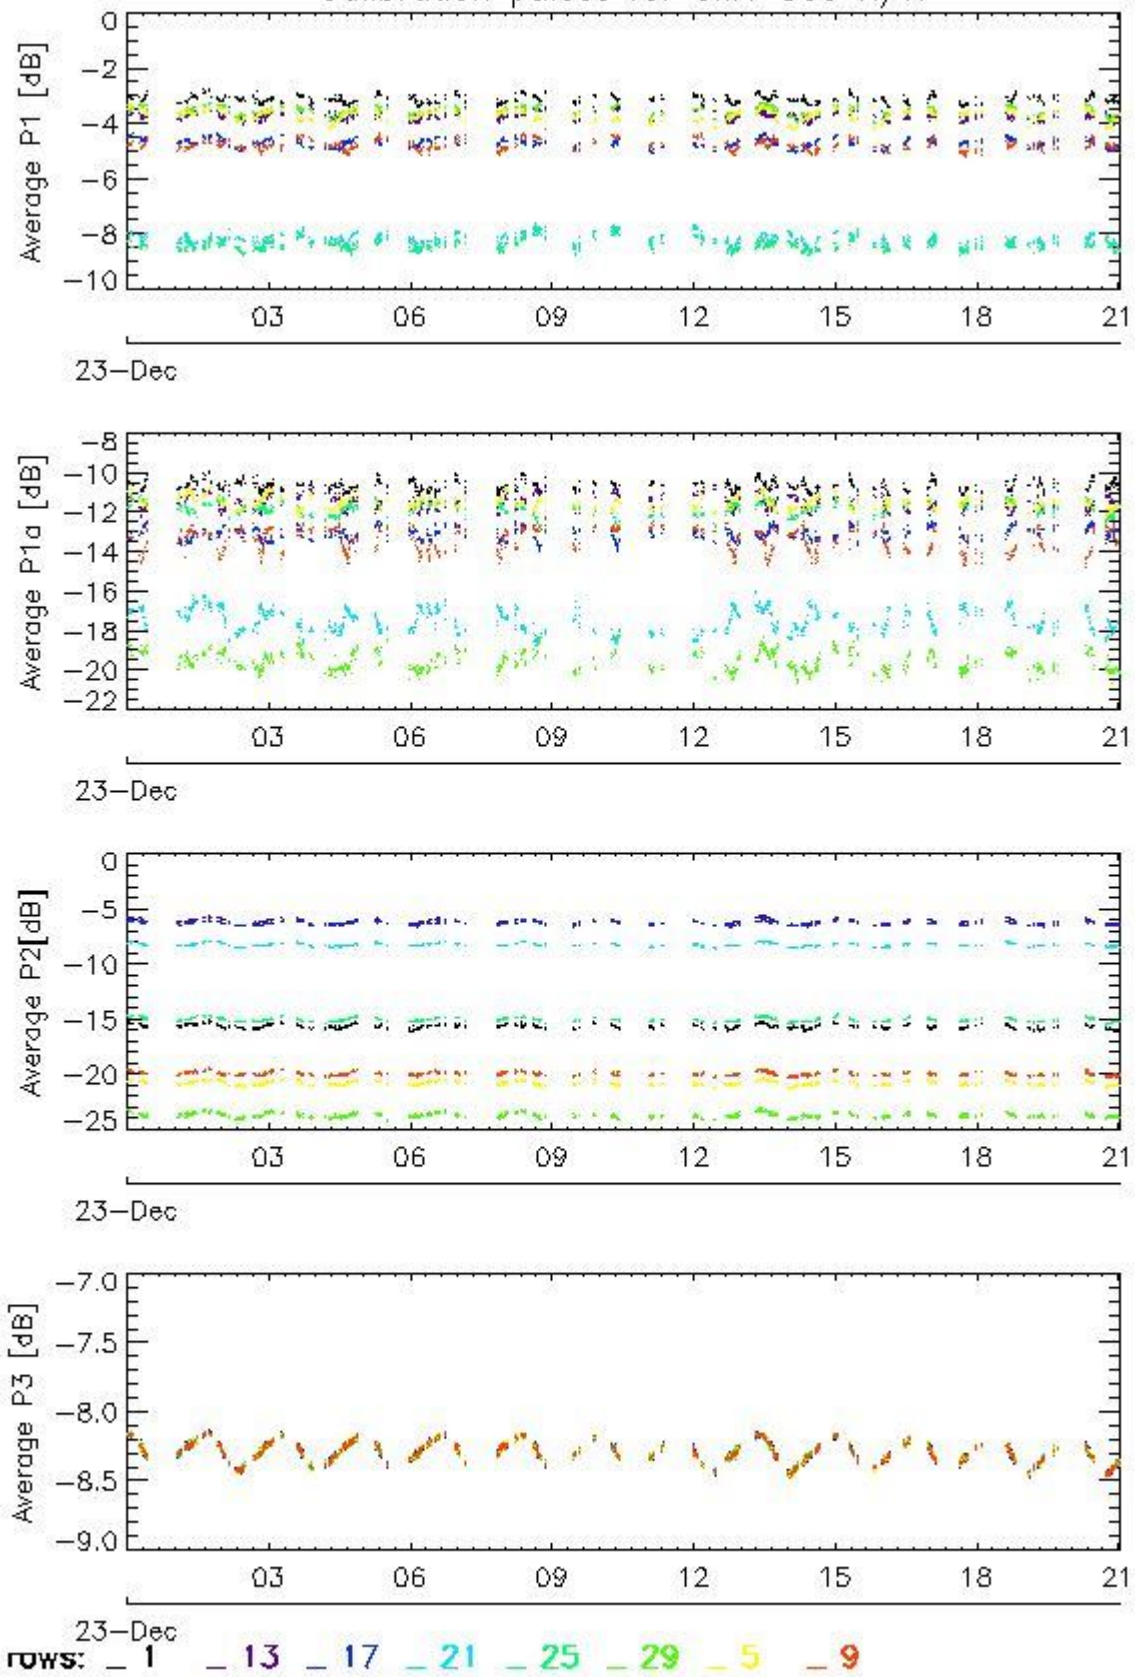 0
-2
-4
-6
-8
-10
Average P1 [dB]
03 06 09 12 15 18 21
23-Dec
-8
-10
-12
-14
-16
-18
-20
-22
Average P1a [dB]
03 06 09 12 15 18 21
23-Dec
0
-5
-10
-15
-20
-25
Average P2[dB]
03 06 09 12 15 18 21
23-Dec
-7.0
-7.5
-8.0
-8.5
-9.0
Average P3 [dB]
03 06 09 12 15 18 21
23-Dec
rows: _ 1 _ 13 _ 17 _ 21 _ 25 _ 29 _ 5 _ 9